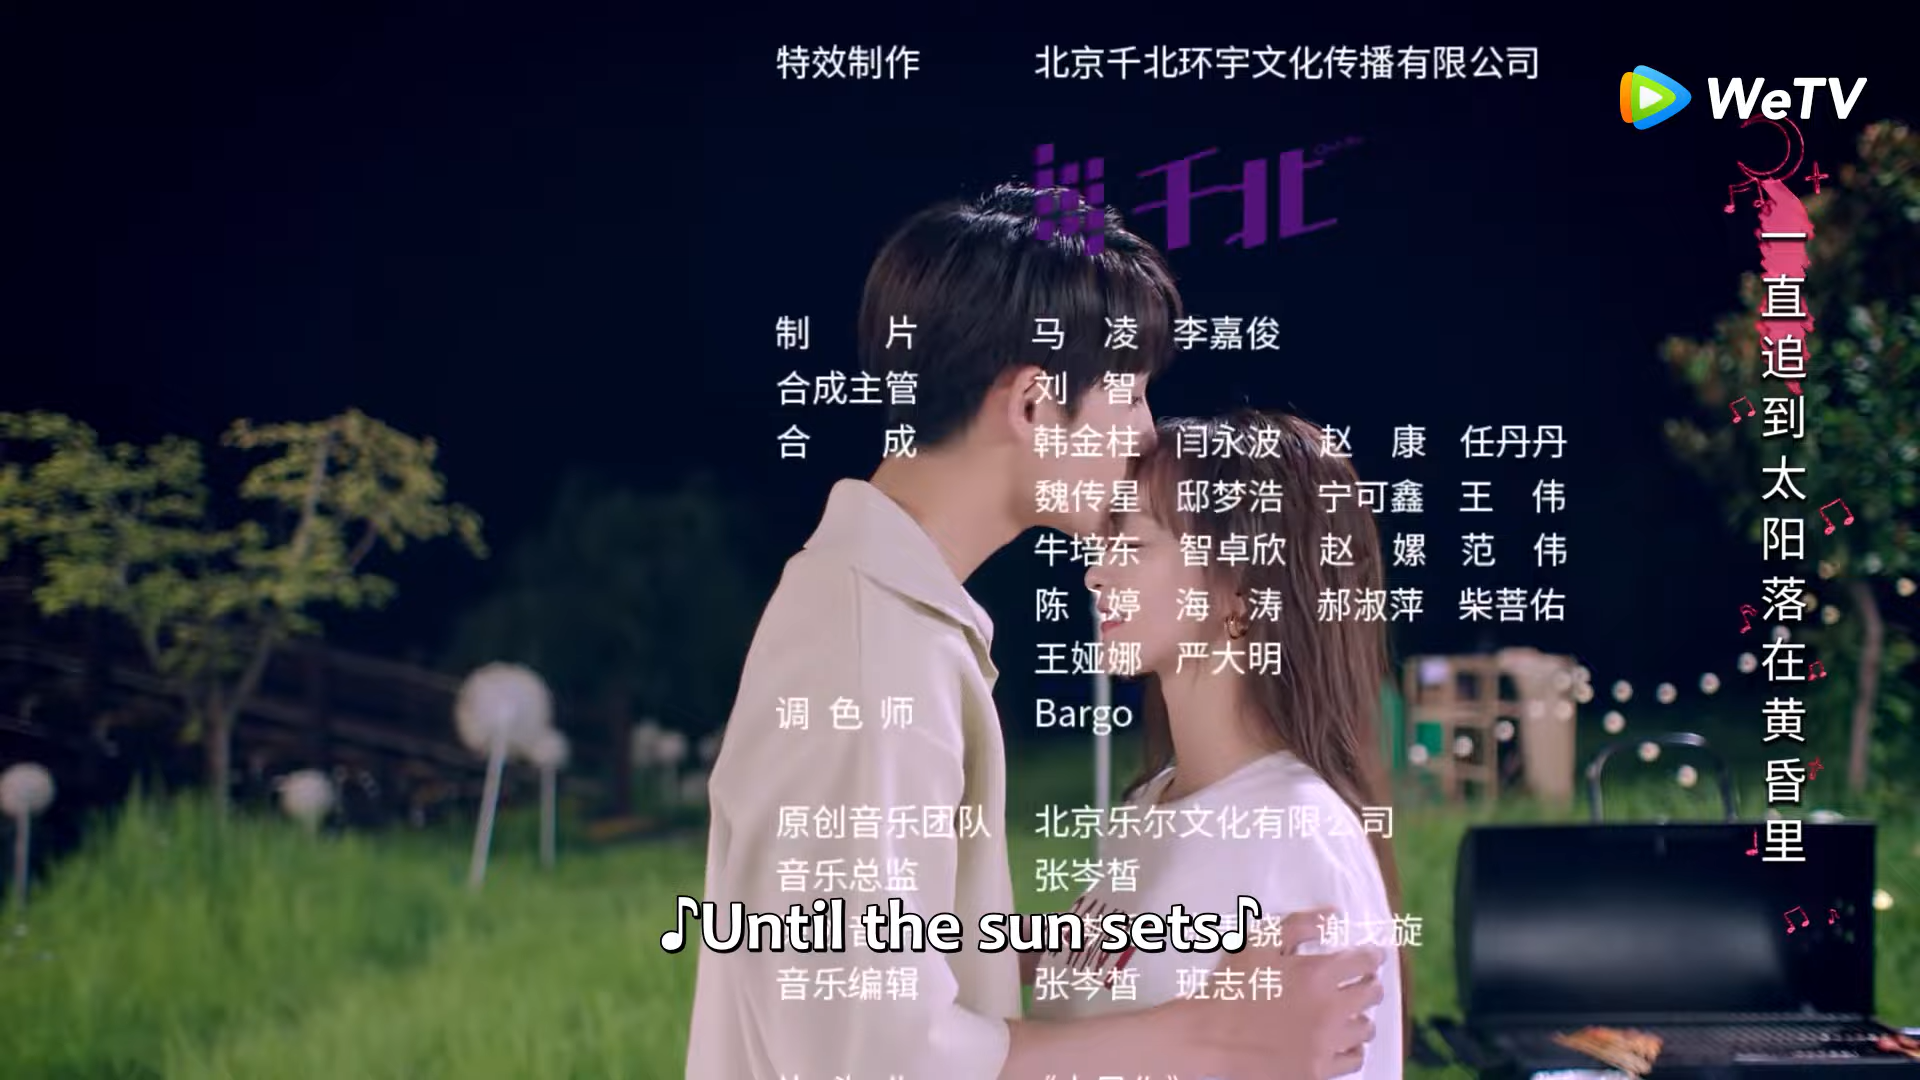 特效制作 北京千北环宇文化传播有限公司
WeTV
千北
制 片 马 凌 李嘉俊
合成主管 刘 智
合 成 韩金柱 闫永波 赵 康 任丹丹
魏传星 邸梦浩 宁可鑫 王 伟
牛培东 智卓欣 赵 嫘 范 伟
陈 婷 海 涛 郝淑萍 柴菩佑
王娅娜 严大明
调色师 Bargo
原创音乐团队 北京乐尔文化有限公司
音乐总监 张岑皙
骁 谢戈旋
♪Until the sun sets♪
音乐编辑 张岑皙 班志伟
一直追到太阳落在黄昏里